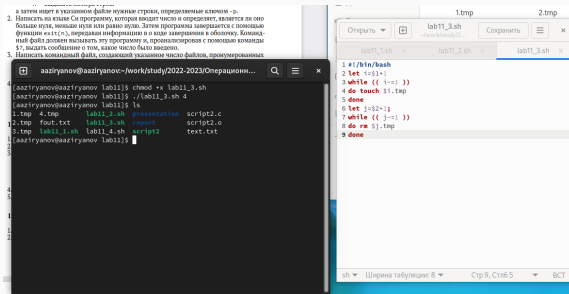 а затем ищет в указанном файле нужные строки, определяемые ключом -p.
2. Написать на языке Си программу, которая вводит число и определяет, является ли оно
больше нуля, меньше нуля или равно нулю. Затем программа завершается с помощью
функции exit(n), передавая информацию в о коде завершения в оболочку. Команд-
ный файл должен вызывать эту программу и, проанализировав с помощью команды
$?, выдать сообщение о том, какое число было введено.
3. Написать командный файл, создающий указанное число файлов, пронумерованных
aaziryanov@aaziryanov:~/work/study/2022-2023/Операционн...
[aaziryanov@aaziryanov lab11]$ chmod +x lab11_3.sh
[aaziryanov@aaziryanov lab11]$ ./lab11_3.sh 4
[aaziryanov@aaziryanov lab11]$ ls
1.tmp 4.tmp lab11_2.sh presentation script2.c
2.tmp fout.txt lab11_3.sh report script2.o
3.tmp lab11_1.sh lab11_4.sh script2 text.txt
[aaziryanov@aaziryanov lab11]$
1.tmp 2.tmp
Открыть lab11_3.sh Сохранить
lab11_1.sh lab11_2.sh lab11_3.sh
1 #!/bin/bash
2 let i=$1+1
3 while (( i-=1 ))
4 do touch $i.tmp
5 done
6 let j=$2+1;
7 while (( j-=1 ))
8 do rm $j.tmp
9 done
sh Ширина табуляции: 8 Стр 9, Стлб 5 ВСТ